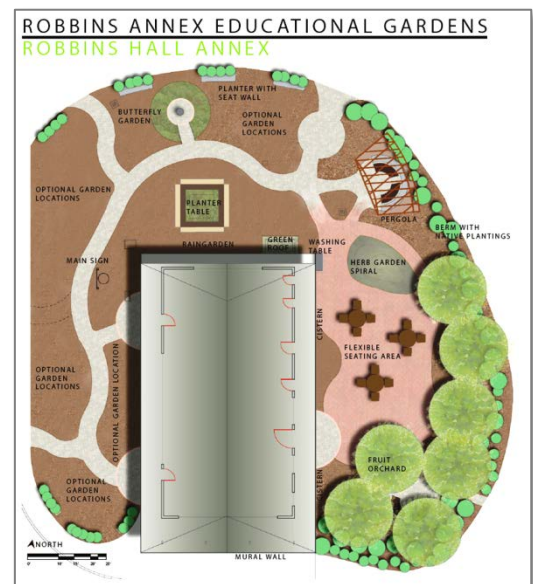 ROBBINS ANNEX EDUCATIONAL GARDENS
ROBBINS HALL ANNEX
PLANTER WITH
SEAT WALL
BUTTERFLY
GARDEN
OPTIONAL
GARDEN
LOCATIONS
OPTIONAL GARDEN
LOCATIONS
PLANTER
TABLE
PERGOLA
BERM WITH
NATIVE PLANTINGS
RAINGARDEN
GREEN
ROOF
WASHING
TABLE
MAIN SIGN
HERB GARDEN
SPIRAL
CISTERN
FLEXIBLE
SEATING AREA
OPTIONAL
GARDEN
LOCATIONS
OPTIONAL GARDEN LOCATION
FRUIT
ORCHARD
OPTIONAL
GARDEN
LOCATIONS
CISTERN
NORTH
MURAL WALL